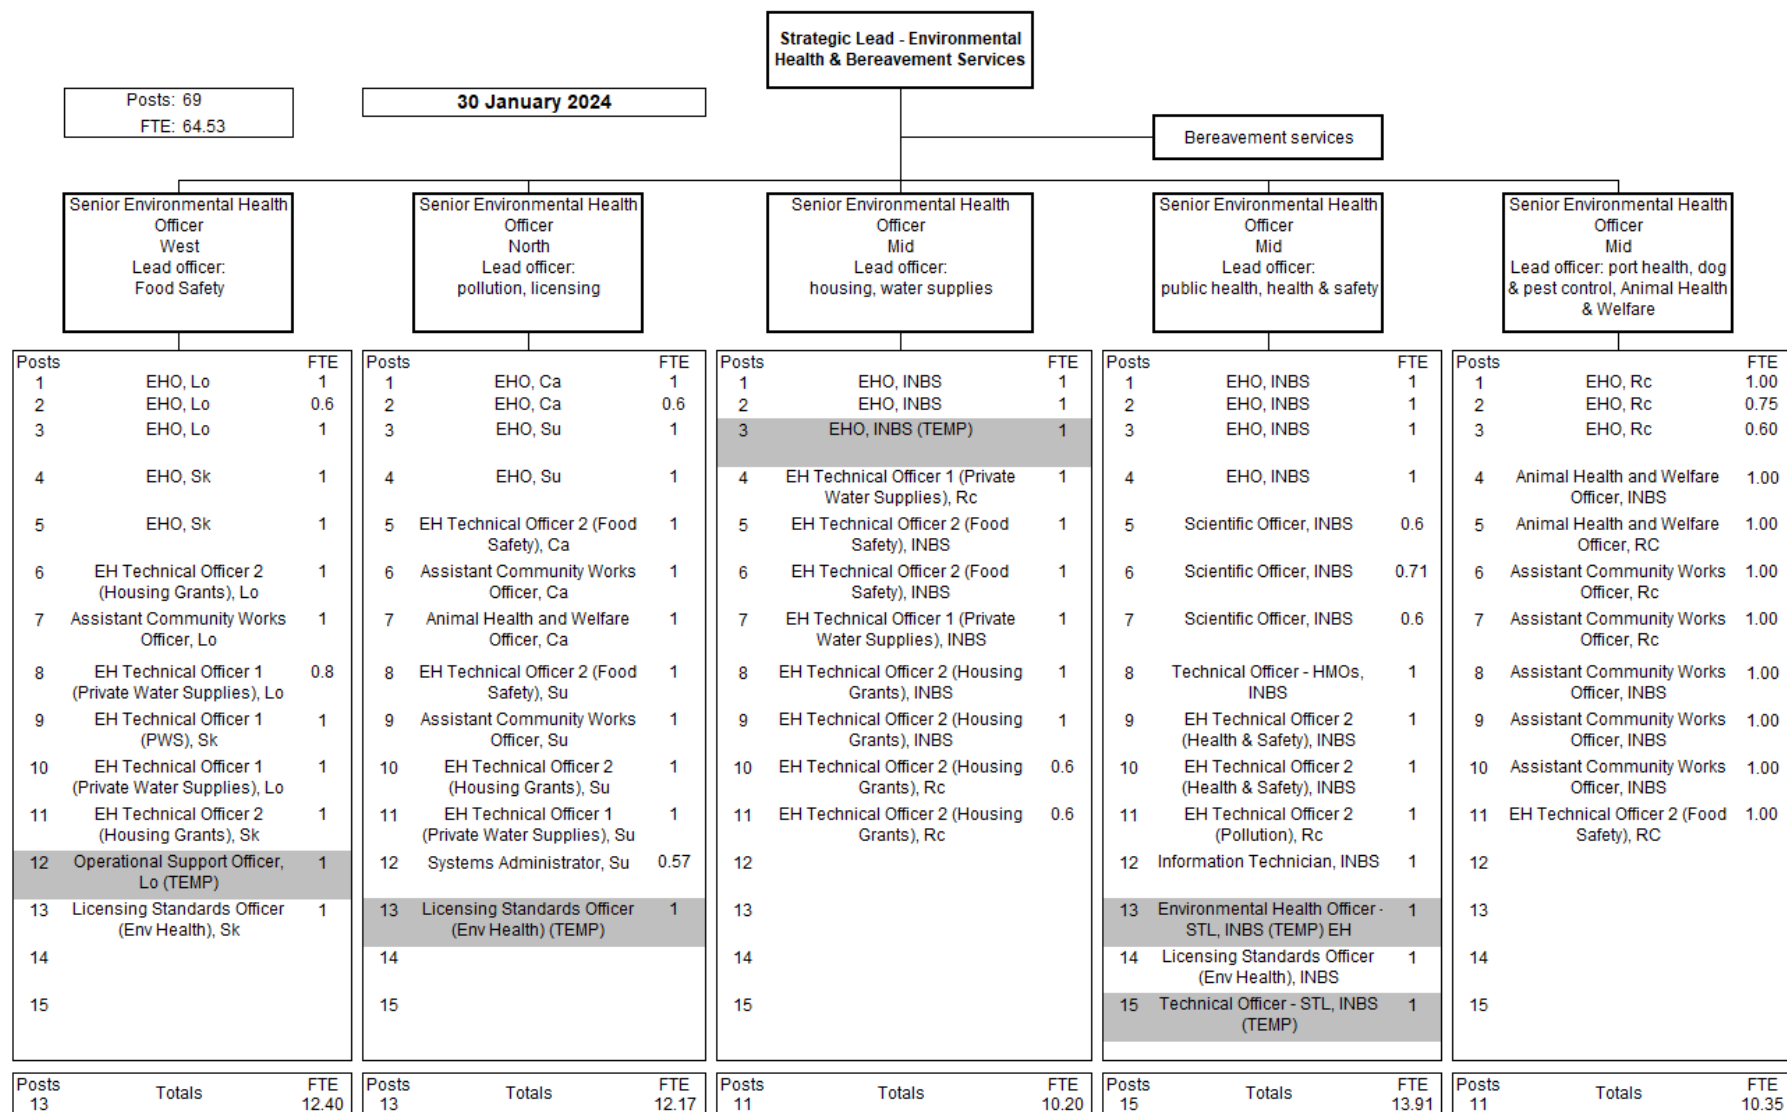 Strategic Lead - Environmental
Health & Bereavement Services
Posts: 69
FTE: 64.53
30 January 2024
Bereavement services
Senior Environmental Health
Officer
West
Lead officer:
Food Safety
Senior Environmental Health
Officer
North
Lead officer:
pollution, licensing
Senior Environmental Health
Officer
Mid
Lead officer:
housing, water supplies
Senior Environmental Health
Officer
Mid
Lead officer:
public health, health & safety
Senior Environmental Health
Officer
Mid
Lead officer: port health, dog
& pest control, Animal Health
& Welfare
Posts FTE
1 EHO, Lo 1
2 EHO, Lo 0.6
3 EHO, Lo 1
4 EHO, Sk 1
5 EHO, Sk 1
6 EH Technical Officer 2 1
(Housing Grants), Lo
7 Assistant Community Works 1
Officer, Lo
8 EH Technical Officer 1 0.8
(Private Water Supplies), Lo
9 EH Technical Officer 1 1
(PWS), Sk
10 EH Technical Officer 1 1
(Private Water Supplies), Lo
11 EH Technical Officer 2 1
(Housing Grants), Sk
12 Operational Support Officer, 1
Lo (TEMP)
13 Licensing Standards Officer 1
(Env Health), Sk
14
15
Posts Totals FTE
13 12.40
Posts FTE
1 EHO, Ca 1
2 EHO, Ca 0.6
3 EHO, Su 1
4 EHO, Su 1
5 EH Technical Officer 2 (Food 1
Safety), Ca
6 Assistant Community Works 1
Officer, Ca
7 Animal Health and Welfare 1
Officer, Ca
8 EH Technical Officer 2 (Food 1
Safety), Su
9 Assistant Community Works 1
Officer, Su
10 EH Technical Officer 2 1
(Housing Grants), Su
11 EH Technical Officer 1 1
(Private Water Supplies), Su
12 Systems Administrator, Su 0.57
13 Licensing Standards Officer 1
(Env Health) (TEMP)
14
15
Posts Totals FTE
13 12.17
Posts FTE
1 EHO, INBS 1
2 EHO, INBS 1
3 EHO, INBS (TEMP) 1
4 EH Technical Officer 1 (Private 1
Water Supplies), Rc
5 EH Technical Officer 2 (Food 1
Safety), INBS
6 EH Technical Officer 2 (Food 1
Safety), INBS
7 EH Technical Officer 1 (Private 1
Water Supplies), INBS
8 EH Technical Officer 2 (Housing 1
Grants), INBS
9 EH Technical Officer 2 (Housing 1
Grants), INBS
10 EH Technical Officer 2 (Housing 0.6
Grants), Rc
11 EH Technical Officer 2 (Housing 0.6
Grants), Rc
12
13
14
15
Posts Totals FTE
11 10.20
Posts FTE
1 EHO, INBS 1
2 EHO, INBS 1
3 EHO, INBS 1
4 EHO, INBS 1
5 Scientific Officer, INBS 0.6
6 Scientific Officer, INBS 0.71
7 Scientific Officer, INBS 0.6
8 Technical Officer - HMOs, 1
INBS
9 EH Technical Officer 2 1
(Health & Safety), INBS
10 EH Technical Officer 2 1
(Health & Safety), INBS
11 EH Technical Officer 2 1
(Pollution), Rc
12 Information Technician, INBS 1
13 Environmental Health Officer - 1
STL, INBS (TEMP) EH
14 Licensing Standards Officer 1
(Env Health), INBS
15 Technical Officer - STL, INBS 1
(TEMP)
Posts Totals FTE
15 13.91
Posts FTE
1 EHO, Rc 1.00
2 EHO, Rc 0.75
3 EHO, Rc 0.60
4 Animal Health and Welfare 1.00
Officer, INBS
5 Animal Health and Welfare 1.00
Officer, RC
6 Assistant Community Works 1.00
Officer, Rc
7 Assistant Community Works 1.00
Officer, Rc
8 Assistant Community Works 1.00
Officer, INBS
9 Assistant Community Works 1.00
Officer, INBS
10 Assistant Community Works 1.00
Officer, INBS
11 EH Technical Officer 2 (Food 1.00
Safety), RC
12
13
14
15
Posts Totals FTE
11 10.35